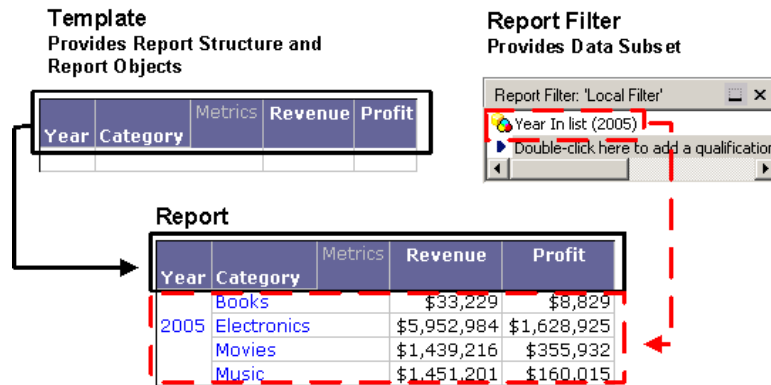 Template
Provides Report Structure and
Report Objects
Report Filter
Provides Data Subset
Year Category Metrics Revenue Profit
Report Filter: 'Local Filter'
Year In list (2005)
Double-click here to add a qualification
Report
Year Category Metrics Revenue Profit
Books $33,229 $8,829
2005 Electronics $5,952,984 $1,628,925
Movies $1,439,216 $355,932
Music $1,451,201 $160,015